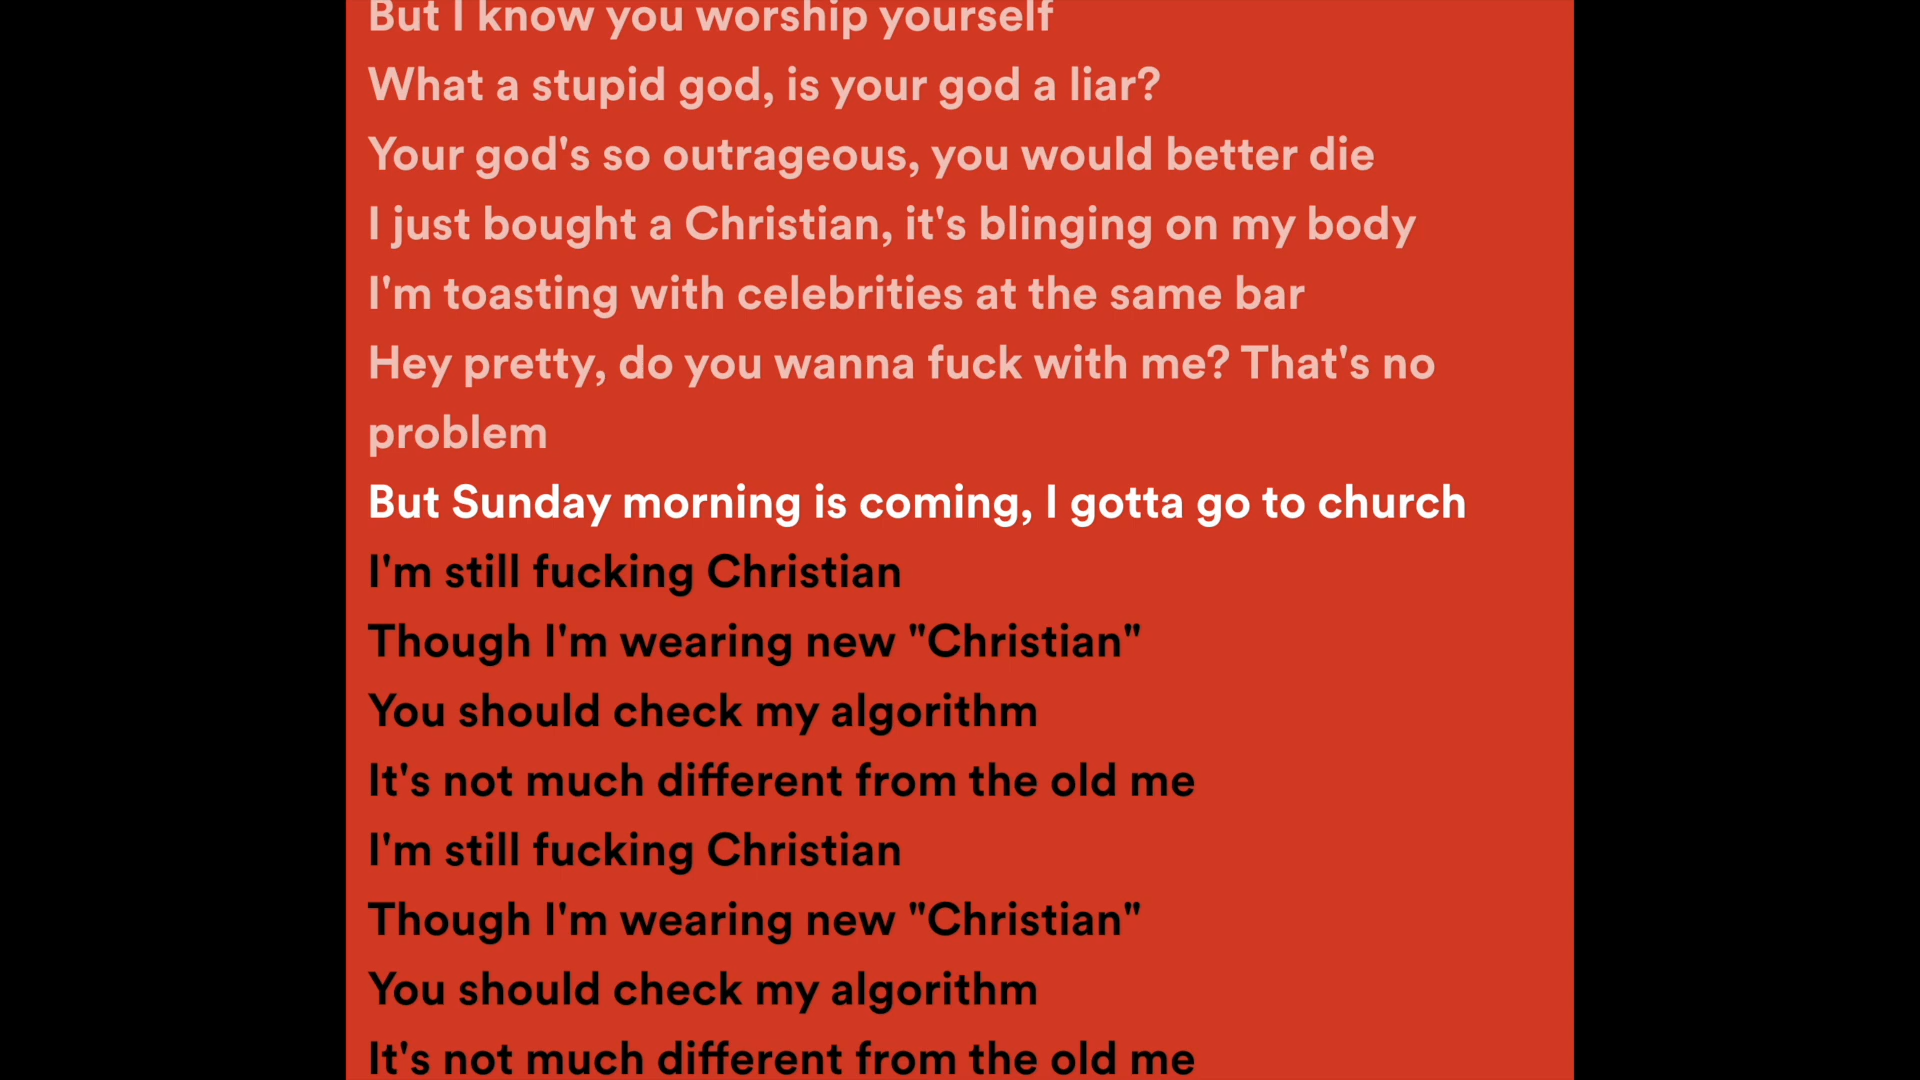 But I know you worship yourself
What a stupid god, is your god a liar?
Your god's so outrageous, you would better die
I just bought a Christian, it's blinging on my body
I'm toasting with celebrities at the same bar
Hey pretty, do you wanna fuck with me? That's no
problem
But Sunday morning is coming, I gotta go to church
I'm still fucking Christian
Though I'm wearing new "Christian"
You should check my algorithm
It's not much different from the old me
I'm still fucking Christian
Though I'm wearing new "Christian"
You should check my algorithm
It's not much different from the old me